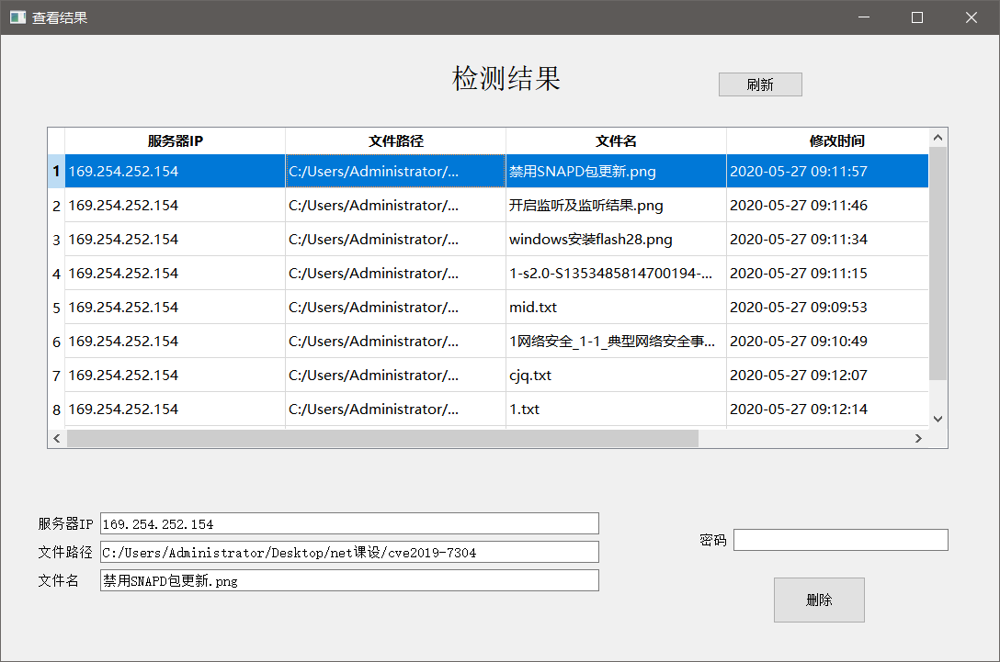 查看结果
检测结果
刷新
服务器IP 文件路径 文件名 修改时间
1 169.254.252.154 C:/Users/Administrator/... 禁用SNAPD包更新.png 2020-05-27 09:11:57
2 169.254.252.154 C:/Users/Administrator/... 开启监听及监听结果.png 2020-05-27 09:11:46
3 169.254.252.154 C:/Users/Administrator/... windows安装flash28.png 2020-05-27 09:11:34
4 169.254.252.154 C:/Users/Administrator/... 1-s2.0-S1353485814700194-... 2020-05-27 09:11:15
5 169.254.252.154 C:/Users/Administrator/... mid.txt 2020-05-27 09:09:53
6 169.254.252.154 C:/Users/Administrator/... 1网络安全_1-1_典型网络安全事... 2020-05-27 09:10:49
7 169.254.252.154 C:/Users/Administrator/... cjq.txt 2020-05-27 09:12:07
8 169.254.252.154 C:/Users/Administrator/... 1.txt 2020-05-27 09:12:14
服务器IP 169.254.252.154
文件路径 C:/Users/Administrator/Desktop/net课设/cve2019-7304
文件名 禁用SNAPD包更新.png
密码
删除